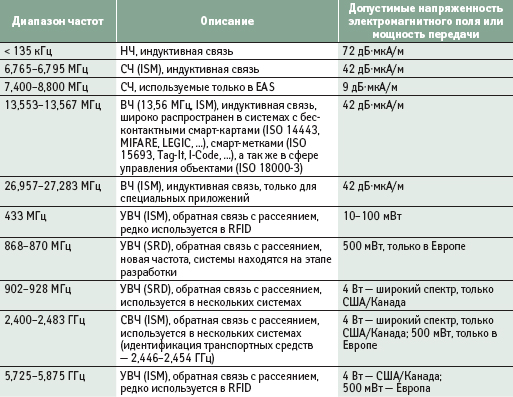 Диапазон частот
Описание
Допустимые напряженность
электромагнитного поля или
мощность передачи
< 135 кГц
НЧ, индуктивная связь
72 дБ·мкА/м
6,765–6,795 МГц
СЧ (ISM), индуктивная связь
42 дБ·мкА/м
7,400–8,800 МГц
СЧ, используемые только в EAS
9 дБ·мкА/м
13,553–13,567 МГц
ВЧ (13,56 МГц, ISM), индуктивная связь,
широко распространен в системах с бес-
контактными смарт-картами (ISO 14443,
MIFARE, LEGIC, ...), смарт-метками (ISO
15693, Tag-It, I-Code, ...), а так же в сфере
управления объектами (ISO 18000-3)
42 дБ·мкА/м
26,957–27,283 МГц
ВЧ (ISM), индуктивная связь, только для
специальных приложений
42 дБ·мкА/м
433 МГц
УВЧ (ISM), обратная связь с рассеянием,
редко используется в RFID
10–100 мВт
868–870 МГц
УВЧ (SRD), обратная связь с рассеянием,
новая частота, системы находятся на этапе
разработки
500 мВт, только в Европе
902–928 МГц
УВЧ (SRD), обратная связь с рассеянием,
используется в нескольких системах
4 Вт — широкий спектр, только
США/Канада
2,400–2,483 ГГц
СВЧ (ISM), обратная связь с рассеянием,
используется в нескольких системах
(идентификация транспортных средств
— 2,446–2,454 ГГц)
4 Вт — широкий спектр, только
США/Канада; 500 мВт, только в
Европе
5,725–5,875 ГГц
УВЧ (ISM), обратная связь с рассеянием,
редко используется в RFID
4 Вт — США/Канада;
500 мВт — Европа